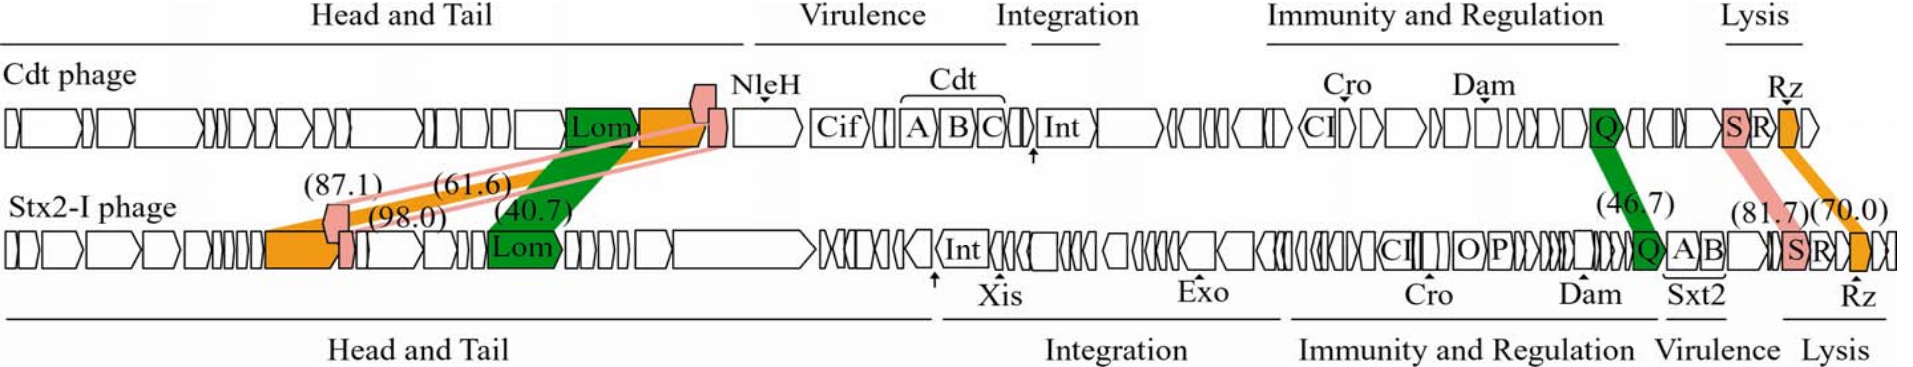 Head and Tail Virulence Integration Immunity and Regulation Lysis
Cdt phage
NleH Cdt Cro Dam Rz
Lom Cif A B C Int CI Q S R
(87.1) (61.6) (98.0) (40.7) (46.7) (81.7) (70.0)
Stx2-I phage
Lom Int CI O P Q A B S R
Xis Exo Cro Dam Sxt2 Rz
Head and Tail Integration Immunity and Regulation Virulence Lysis